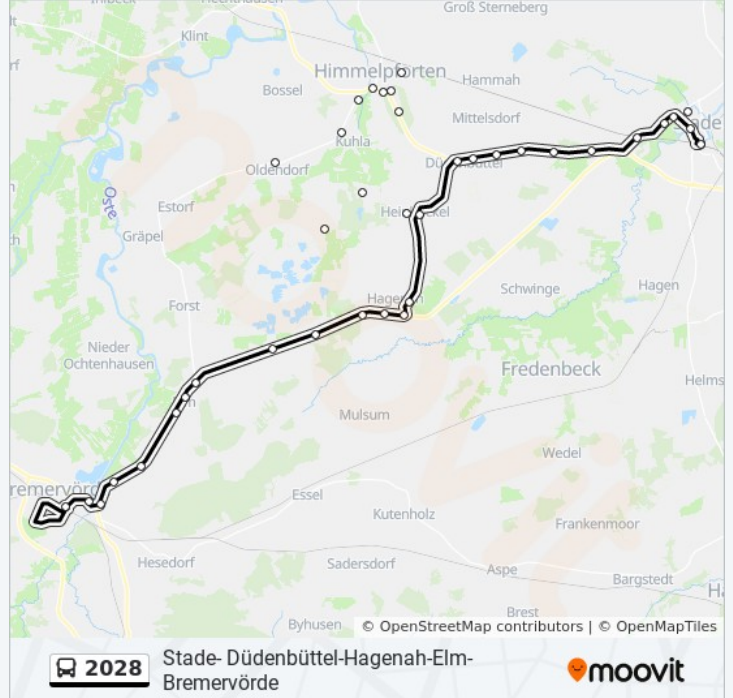 Groß Sterneberg
Klint
Himmelpforten
Hammah
Bossel
Mittelsdorf
Kuhla
Oldendorf
Oste
Estorf
Gräpel
Hagen
Schwinge
Forst
Nieder
Ochtenhausen
Fredenbeck
Helms
Mulsum
Wedel
Essel
Kutenholz
Frankenmoor
Hesedorf
Sadersdorf
Aspe
Bargstedt
Brest
Byhusen
© OpenStreetMap contributors | © OpenMapTiles
2028
Stade- Düdenbüttel-Hagenah-Elm-
Bremervörde
moovit